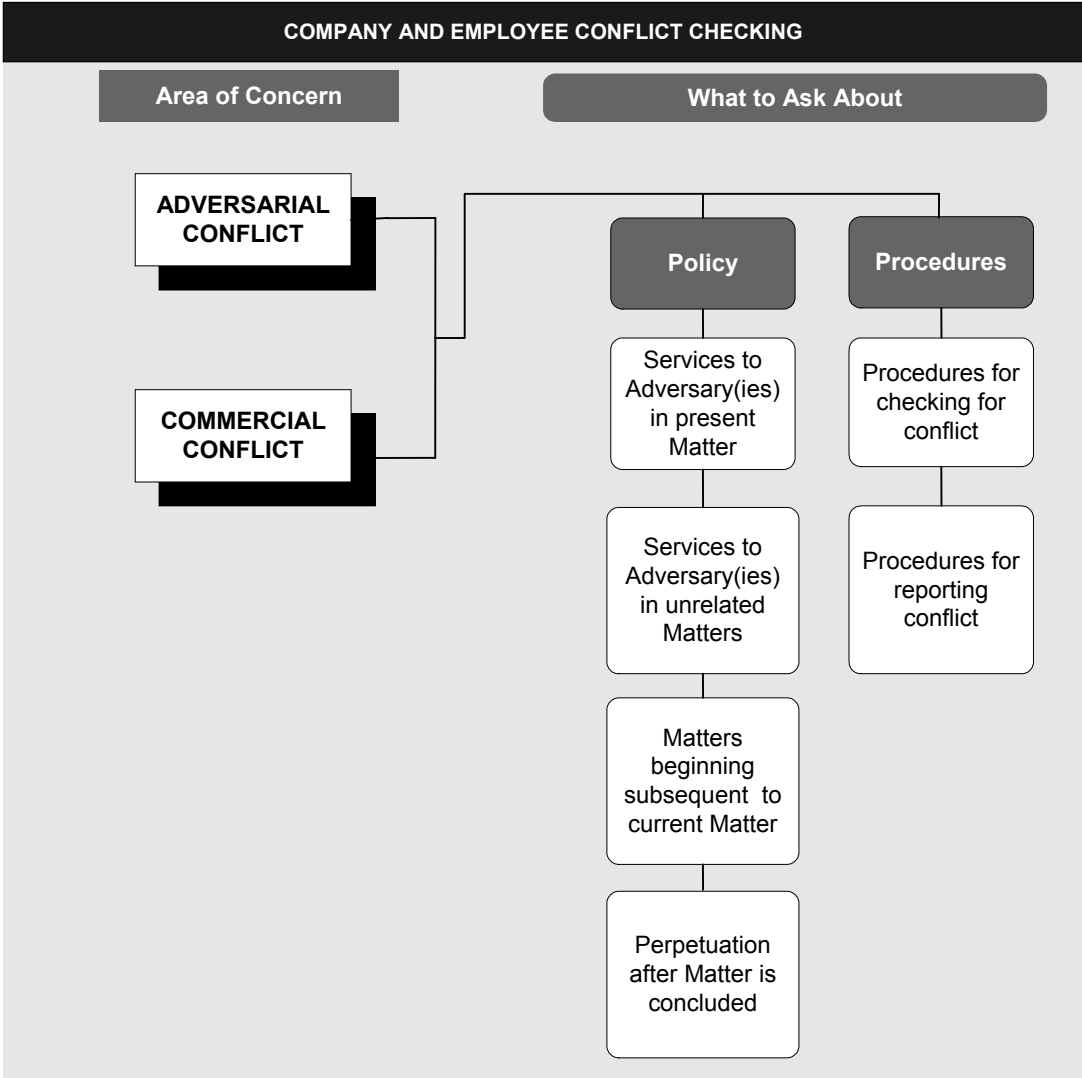 COMPANY AND EMPLOYEE CONFLICT CHECKING
Area of Concern
What to Ask About
ADVERSARIAL
CONFLICT
COMMERCIAL
CONFLICT
Policy
Services to
Adversary(ies)
in present
Matter
Services to
Adversary(ies)
in unrelated
Matters
Matters
beginning
subsequent to
current Matter
Perpetuation
after Matter is
concluded
Procedures
Procedures for
checking for
conflict
Procedures for
reporting
conflict